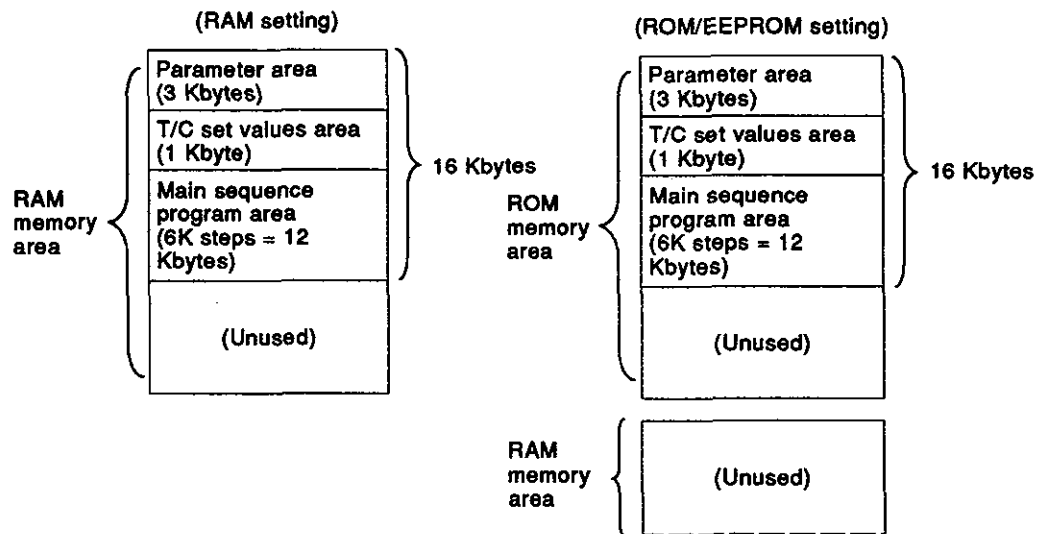 (RAM setting)
Parameter area
(3 Kbytes)
T/C set values area
(1 Kbyte)
Main sequence
program area
(6K steps = 12
Kbytes)
(Unused)
RAM
memory
area
16 Kbytes
(ROM/EEPROM setting)
Parameter area
(3 Kbytes)
T/C set values area
(1 Kbyte)
Main sequence
program area
(6K steps = 12
Kbytes)
(Unused)
ROM
memory
area
16 Kbytes
RAM
memory
area
(Unused)